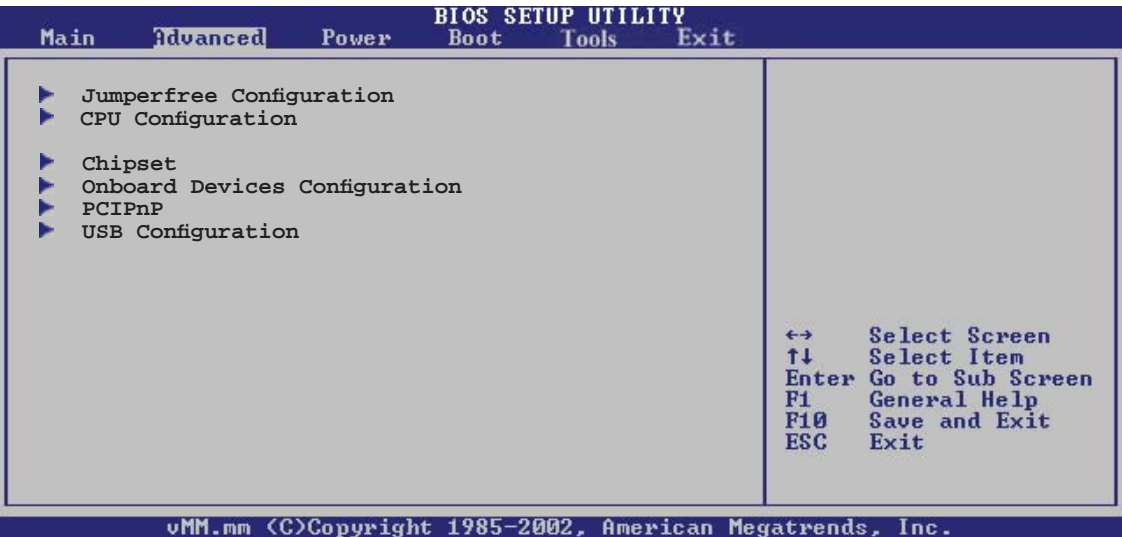 BIOS SETUP UTILITY
Main Advanced Power Boot Tools Exit
Jumperfree Configuration
CPU Configuration
Chipset
Onboard Devices Configuration
PCIPnP
USB Configuration
←→ Select Screen
↑↓ Select Item
Enter Go to Sub Screen
F1 General Help
F10 Save and Exit
ESC Exit
vMM.mm (C)Copyright 1985-2002, American Megatrends, Inc.